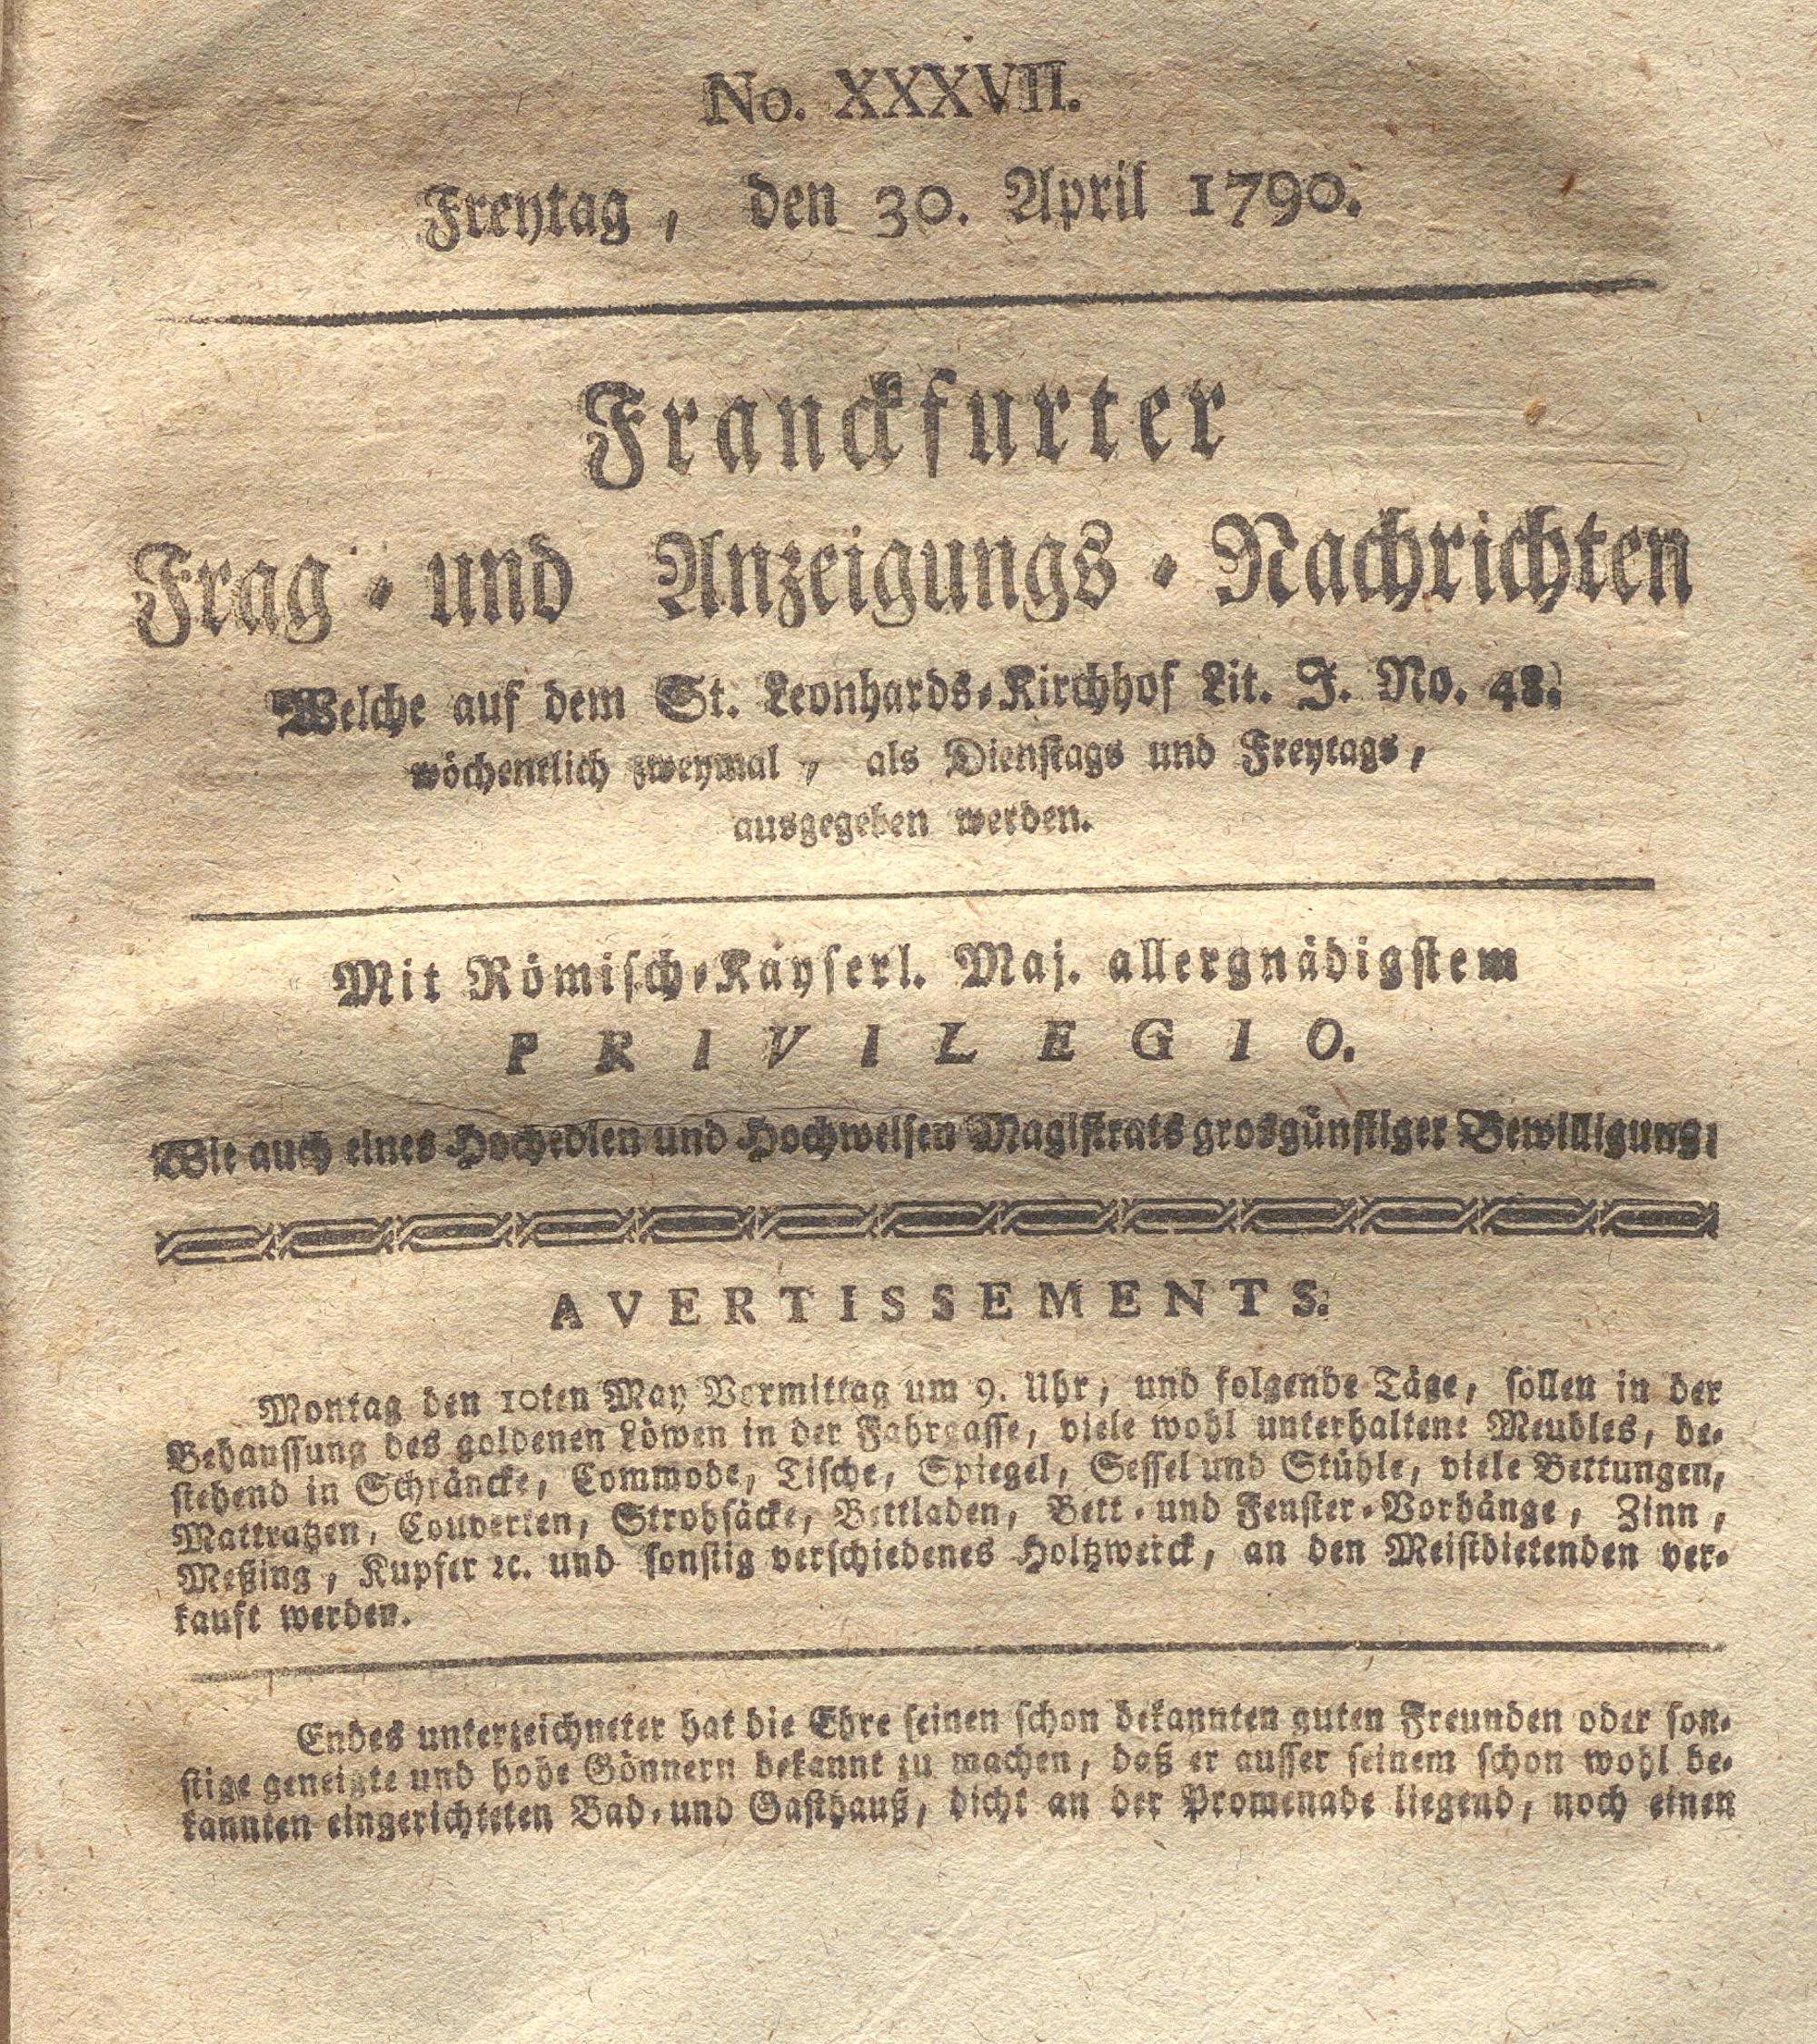 No. XXXVII.
Freytag, den 30. April 1790.
Franckfurter
Frag- und Anzeigungs-Nachrichten
Welche auf dem St. Leonhards-Kirchhof Lit. J. No. 48.
wöchentlich zweymal, als Dienstags und Freytags,
ausgegeben werden.
Mit Römisch-Käyserl. Maj. allergnädigstem
PRIVILEGIO.
Wie auch eines Hochedlen und Hochweisen Magistrats grosgünstiger Bewilligung.
AVERTISSEMENTS.
Montag den 10ten May Vormittag um 9. Uhr, und folgende Täge, sollen in der
Behaussung des goldenen Löwen in der Fahrgasse, viele wohl unterhaltene Meubles, be-
stehend in Schräncke, Commode, Tische, Spiegel, Sessel und Stühle, viele Bettungen,
Mattratzen, Couverten, Strohsäcke, Bettladen, Bett- und Fenster-Vorhänge, Zinn,
Meßing, Kupfer ꝛc. und sonstig verschiedenes Holtzwerck, an den Meistbietenden ver-
kauft werden.
Endes unterzeichneter hat die Ehre seinen schon bekannten guten Freunden oder son-
stige geneigte und hohe Gönnern bekannt zu machen, daß er ausser seinem schon wohl be-
kannten eingerichteten Bad- und Gasthauß, dicht an der Promenade liegend, noch einen